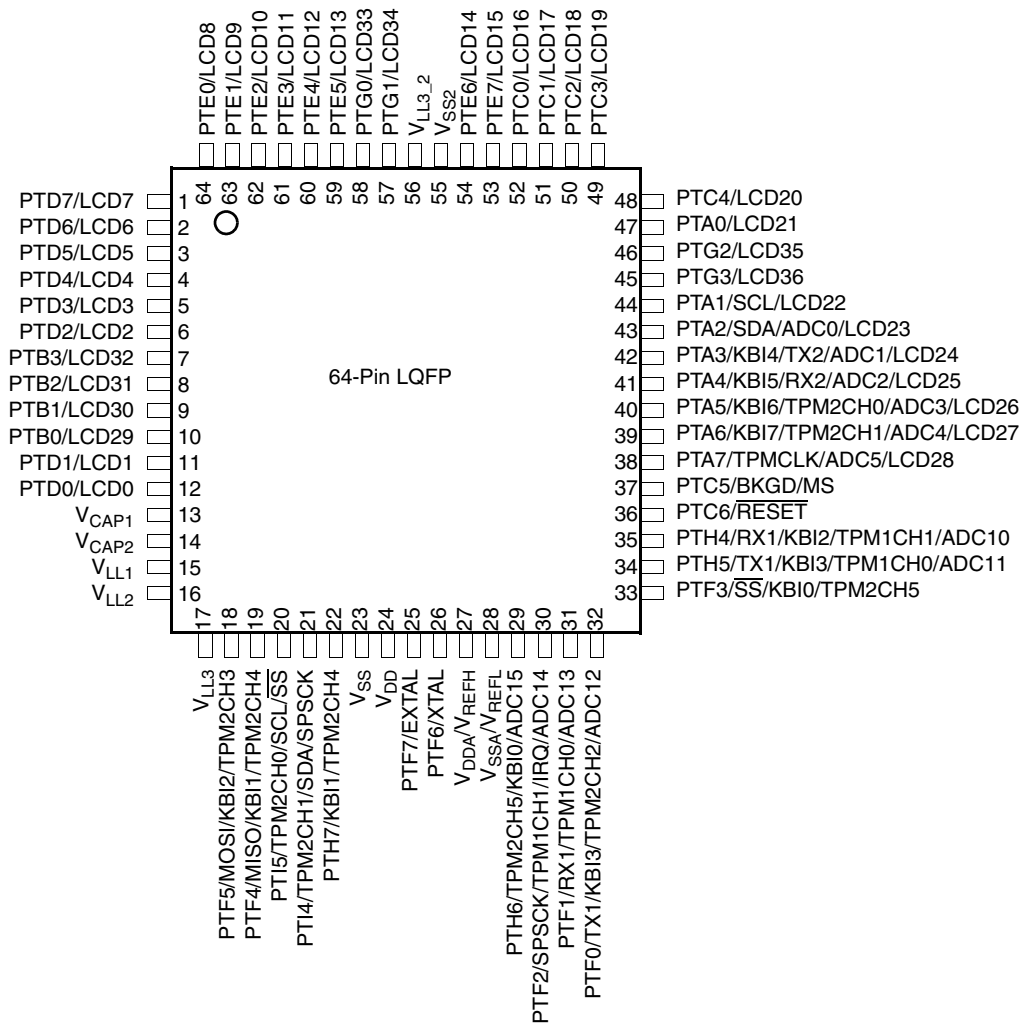 PTE0/LCD8
PTE1/LCD9
PTE2/LCD10
PTE3/LCD11
PTE4/LCD12
PTE5/LCD13
PTG0/LCD33
PTG1/LCD34
VLL3_2
VSS2
PTE6/LCD14
PTE7/LCD15
PTC0/LCD16
PTC1/LCD17
PTC2/LCD18
PTC3/LCD19
64
63
62
61
60
59
58
57
56
55
54
53
52
51
50
49
PTD7/LCD7 1
PTD6/LCD6 2
PTD5/LCD5 3
PTD4/LCD4 4
PTD3/LCD3 5
PTD2/LCD2 6
PTB3/LCD32 7
PTB2/LCD31 8
PTB1/LCD30 9
PTB0/LCD29 10
PTD1/LCD1 11
PTD0/LCD0 12
VCAP1 13
VCAP2 14
VLL1 15
VLL2 16
64-Pin LQFP
48 PTC4/LCD20
47 PTA0/LCD21
46 PTG2/LCD35
45 PTG3/LCD36
44 PTA1/SCL/LCD22
43 PTA2/SDA/ADC0/LCD23
42 PTA3/KBI4/TX2/ADC1/LCD24
41 PTA4/KBI5/RX2/ADC2/LCD25
40 PTA5/KBI6/TPM2CH0/ADC3/LCD26
39 PTA6/KBI7/TPM2CH1/ADC4/LCD27
38 PTA7/TPMCLK/ADC5/LCD28
37 PTC5/BKGD/MS
36 PTC6/RESET
35 PTH4/RX1/KBI2/TPM1CH1/ADC10
34 PTH5/TX1/KBI3/TPM1CH0/ADC11
33 PTF3/SS/KBI0/TPM2CH5
17
18
19
20
21
22
23
24
25
26
27
28
29
30
31
32
VLL3
PTF5/MOSI/KBI2/TPM2CH3
PTF4/MISO/KBI1/TPM2CH4
PTI5/TPM2CH0/SCL/SS
PTI4/TPM2CH1/SDA/SPSCK
PTH7/KBI1/TPM2CH4
VSS
VDD
PTF7/EXTAL
PTF6/XTAL
VDDA/VREFH
VSSA/VREFL
PTH6/TPM2CH5/KBI0/ADC15
PTF2/SPSCK/TPM1CH1/IRQ/ADC14
PTF1/RX1/TPM1CH0/ADC13
PTF0/TX1/KBI3/TPM2CH2/ADC12